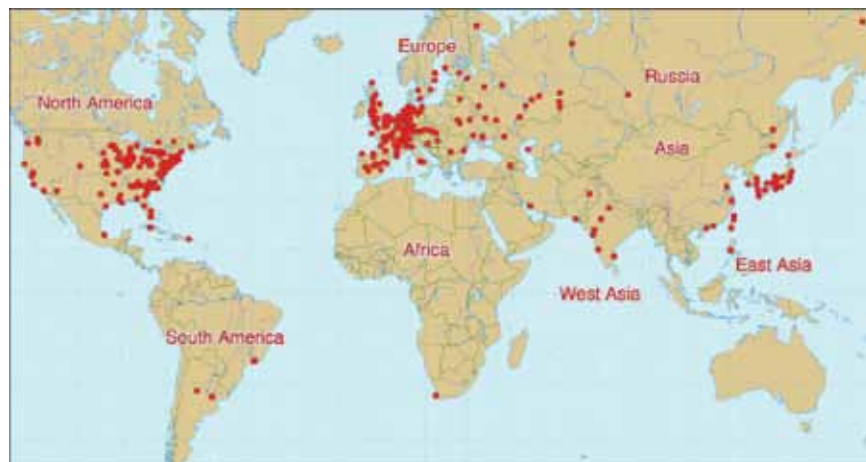 Europe
Russia
North America
Asia
Africa
East Asia
West Asia
South America